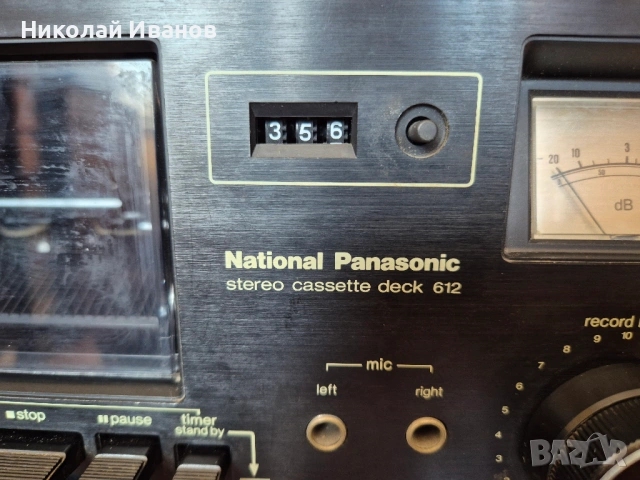 Николай Иванов
356
20 10 3
dB
National Panasonic
stereo cassette deck 612
mic
left right
record
10
9
8
7
6
5
4
3
stop pause timer
stand by
BAZAR